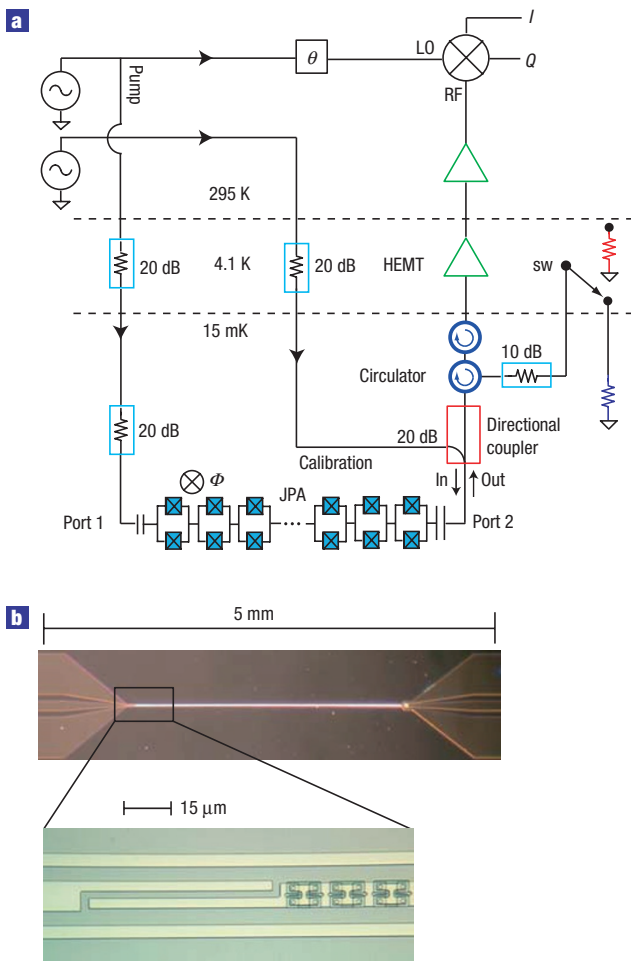 a
I
LO
θ
Q
Pump
RF
295 K
20 dB
4.1 K
20 dB
HEMT
sw
15 mK
10 dB
Circulator
20 dB
20 dB
Directional
coupler
Calibration
In
Out
Φ
JPA
Port 1
Port 2
b
5 mm
15 μm